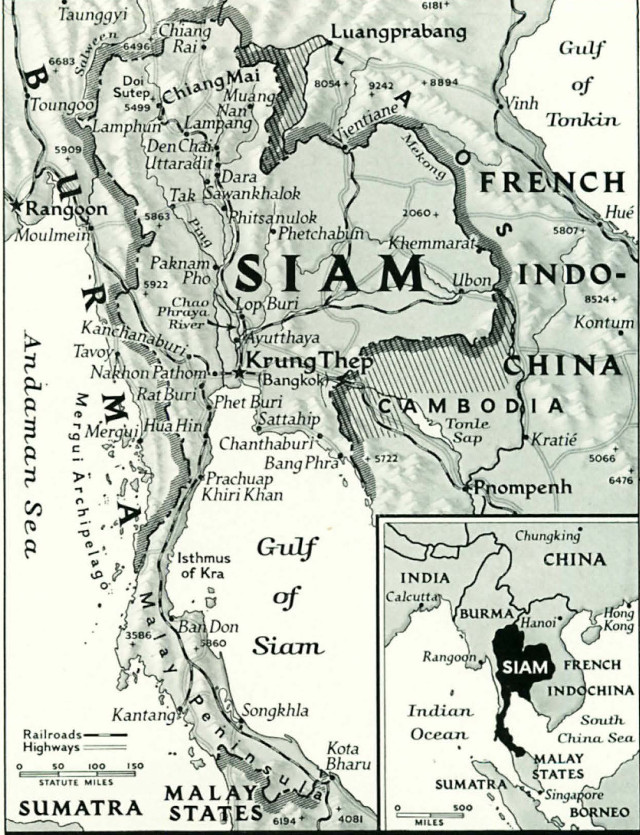 Taunggyi
6181+
Salween
6496+
Chiang
Rai
Luangprabang
L
A
O
S
Gulf
of
Tonkin
6683
+
Doi
Sutep
5499
ChiangMai
8054+
9242
+
+8894
Toungoo
Muang
Nan
Vinh
Lamphun
Lampang
Vientiane
Den Chai
Uttaradit
Mekong
5909
+
Dara
Tak
Sawankhalok
FRENCH
Rangoon
5863
+
Ping
Phitsanulok
2060+
Hué
Moulmein
Phetchabun
5807+
Khemmarat
B
U
R
M
A
Paknam
Pho
SIAM
Ubon
INDO-
5922
+
8524+
Chao
Phraya
River
Lop Buri
Kontum
Kanchanaburi
Ayutthaya
Tavoy
Krung Thep
CHINA
Nakhon Pathom
(Bangkok)
Rat Buri
Phet Buri
CAMBODIA
Andaman Sea
Mergui Archipelago
Mergui
Hua Hin
Sattahip
Tonle
Sap
Chanthaburi
Kratié
Bang Phra
+5722
5066
+
6476
+
Prachuap
Khiri Khan
Pnompenh
Isthmus
of Kra
Gulf
of
Siam
Malay
Peninsula
Ban Don
3586
+
+5860
Kantang
Songkhla
Railroads
Highways
0 50 100 150
STATUTE MILES
Kota
Bharu
SUMATRA
MALAY
STATES
6194+
+
4081
Chungking
CHINA
INDIA
Calcutta
BURMA
Hanoi
Hong
Kong
Rangoon
SIAM
FRENCH
INDOCHINA
Indian
Ocean
South
China Sea
MALAY
STATES
SUMATRA
Singapore
0 500
MILES
BORNEO